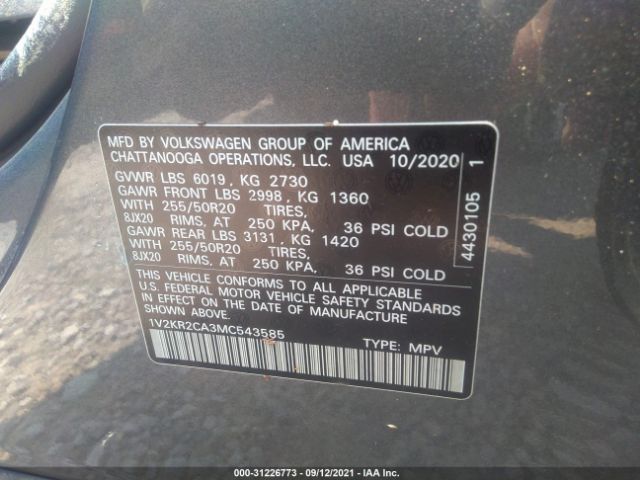 MFD BY VOLKSWAGEN GROUP OF AMERICA
CHATTANOOGA OPERATIONS, LLC. USA 10/2020
GVWR LBS 6019, KG 2730
GAWR FRONT LBS 2998, KG 1360
WITH 255/50R20 TIRES,
8JX20 RIMS, AT 250 KPA, 36 PSI COLD
GAWR REAR LBS 3131, KG 1420
WITH 255/50R20 TIRES,
8JX20 RIMS, AT 250 KPA, 36 PSI COLD
THIS VEHICLE CONFORMS TO ALL APPLICABLE
U.S. FEDERAL MOTOR VEHICLE SAFETY STANDARDS
IN EFFECT ON THE DATE OF MANUFACTURE
SHOWN ABOVE.
1V2KR2CA3MC543585 TYPE: MPV
4430105 1
000-31226773 - 09/12/2021 - IAA Inc.